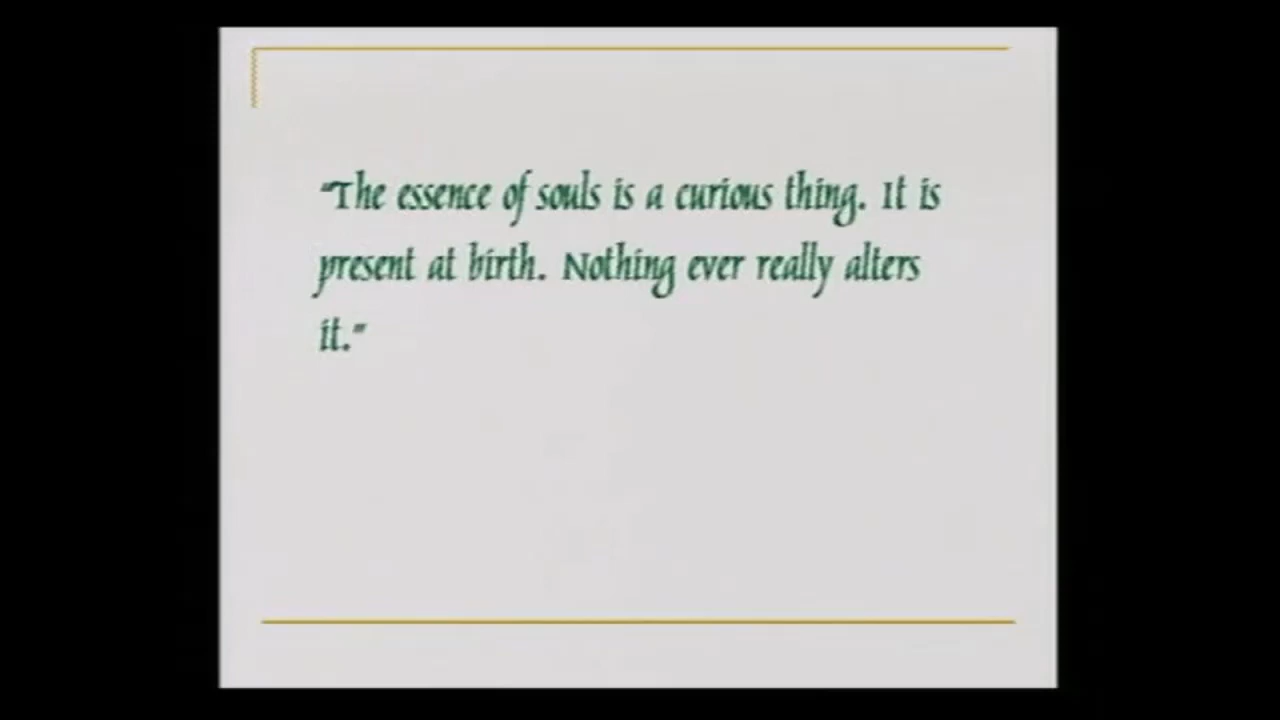 "The essence of souls is a curious thing. It is
present at birth. Nothing ever really alters
it."